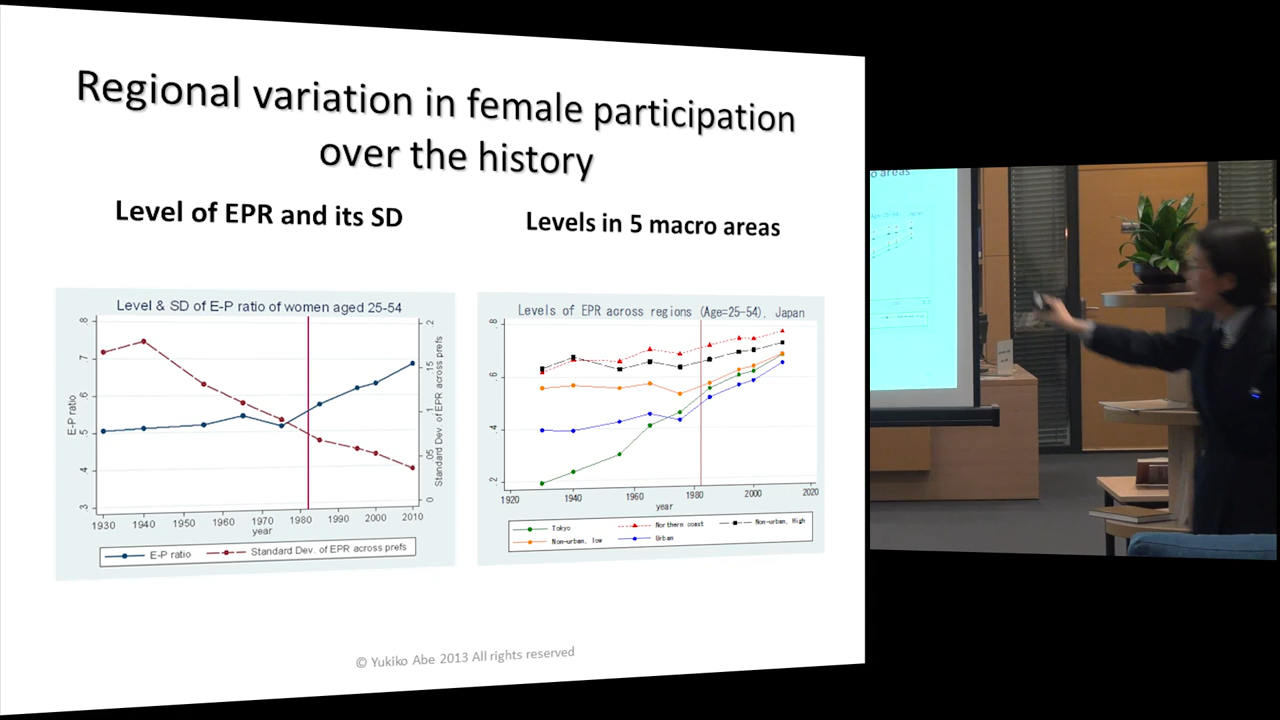 Regional variation in female participation
over the history
Level of EPR and its SD
Levels in 5 macro areas
Level & SD of E-P ratio of women aged 25-54
.8
.7
.6
.5
.4
.3
E-P ratio
.2
.15
.1
.05
0
Standard Dev. of EPR across prefs
1930 1940 1950 1960 1970 1980 1990 2000 2010
year
E-P ratio
Standard Dev. of EPR across prefs
Levels of EPR across regions (Age=25-54), Japan
.8
.6
.4
.2
1920 1940 1960 1980 2000 2020
year
Tokyo Northern coast Non-urban, High
Non-urban, low Urban
© Yukiko Abe 2013 All rights reserved
o areas